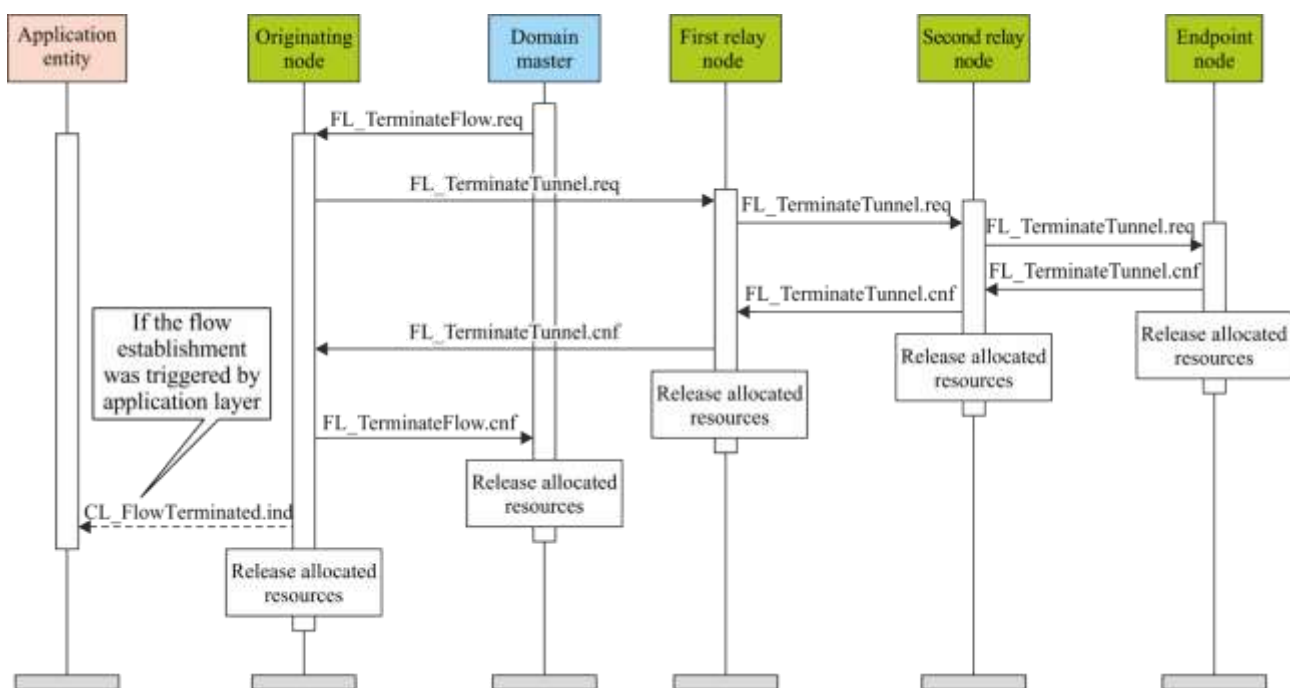 Application
entity
Originating
node
Domain
master
First relay
node
Second relay
node
Endpoint
node
FL_TerminateFlow.req
FL_TerminateTunnel.req
FL_TerminateTunnel.req
FL_TerminateTunnel.req
FL_TerminateTunnel.cnf
FL_TerminateTunnel.cnf
FL_TerminateTunnel.cnf
If the flow
establishment
was triggered by
application layer
Release allocated
resources
Release allocated
resources
Release allocated
resources
FL_TerminateFlow.cnf
Release allocated
resources
CL_FlowTerminated.ind
Release allocated
resources